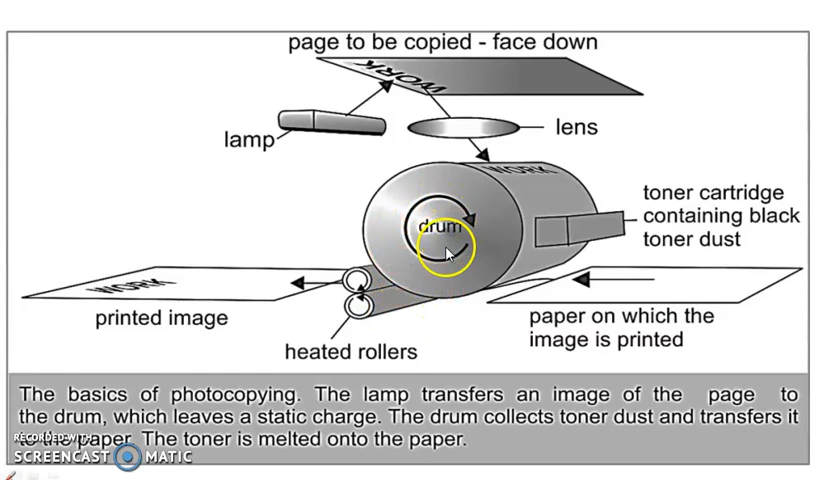 page to be copied - face down
WORK
lamp
lens
WORK
drum
toner cartridge
containing black
toner dust
WORK
printed image
paper on which the
image is printed
heated rollers
The basics of photocopying. The lamp transfers an image of the page to
the drum, which leaves a static charge. The drum collects toner dust and transfers it
to the paper. The toner is melted onto the paper.
RECORDED WITH
SCREENCAST MATIC